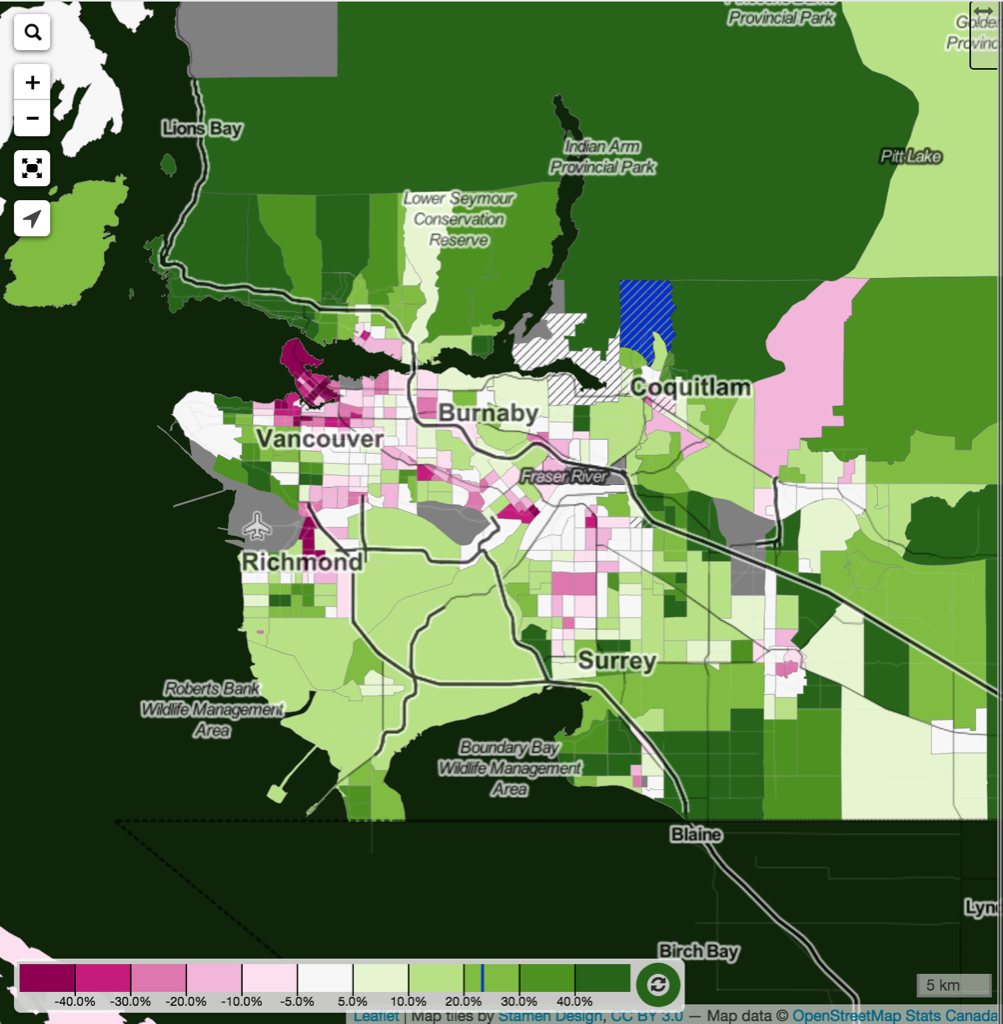 Provincial Park
Golde
Provinc
+
−
Lions Bay
Indian Arm
Provincial Park
Pitt Lake
Lower Seymour
Conservation
Reserve
Coquitlam
Burnaby
Vancouver
Fraser River
Richmond
Surrey
Roberts Bank
Wildlife Management
Area
Boundary Bay
Wildlife Management
Area
Blaine
Lynd
Birch Bay
-40.0% -30.0% -20.0% -10.0% -5.0% 5.0% 10.0% 20.0% 30.0% 40.0%
5 km
Leaflet | Map tiles by Stamen Design, CC BY 3.0 — Map data © OpenStreetMap Stats Canada